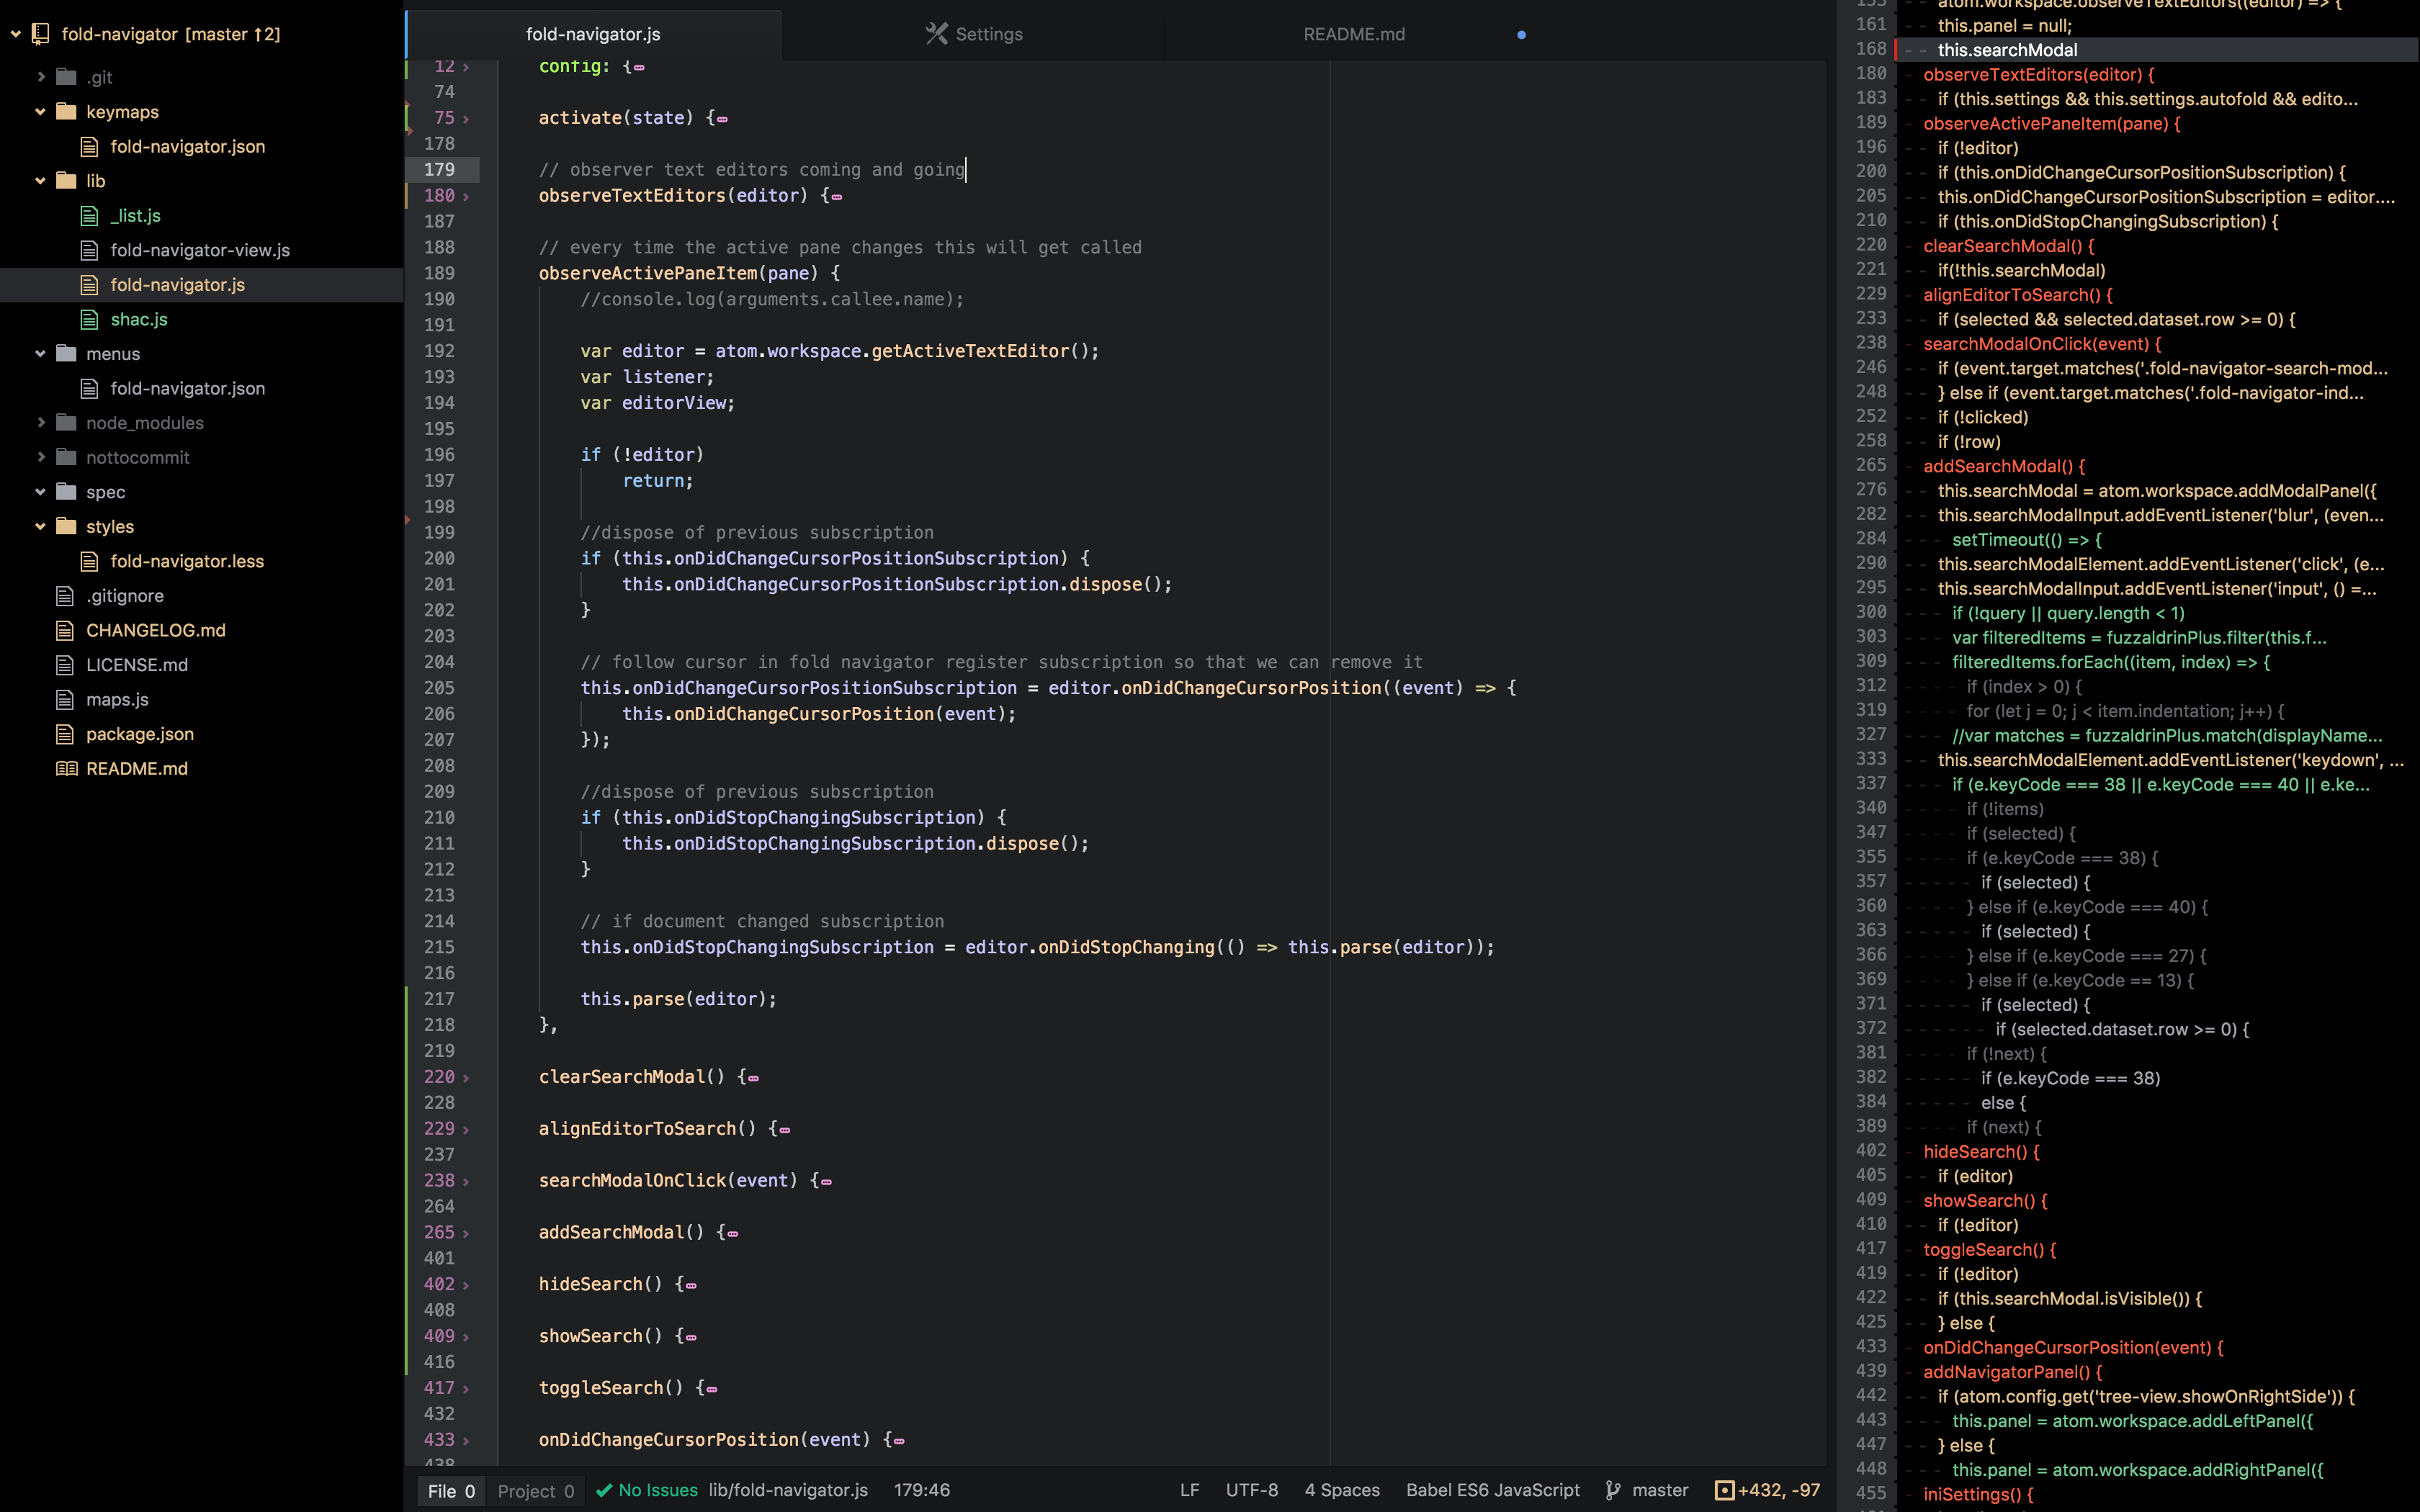 fold-navigator [master ↑2]
.git
keymaps
fold-navigator.json
lib
_list.js
fold-navigator-view.js
fold-navigator.js
shac.js
menus
fold-navigator.json
node_modules
nottocommit
spec
styles
fold-navigator.less
.gitignore
CHANGELOG.md
LICENSE.md
maps.js
package.json
README.md
fold-navigator.js
Settings
README.md
12 config: {
74
75 activate(state) {
178
179 // observer text editors coming and going
180 observeTextEditors(editor) {
187
188 // every time the active pane changes this will get called
189 observeActivePaneItem(pane) {
190 //console.log(arguments.callee.name);
191
192 var editor = atom.workspace.getActiveTextEditor();
193 var listener;
194 var editorView;
195
196 if (!editor)
197 return;
198
199 //dispose of previous subscription
200 if (this.onDidChangeCursorPositionSubscription) {
201 this.onDidChangeCursorPositionSubscription.dispose();
202 }
203
204 // follow cursor in fold navigator register subscription so that we can remove it
205 this.onDidChangeCursorPositionSubscription = editor.onDidChangeCursorPosition((event) => {
206 this.onDidChangeCursorPosition(event);
207 });
208
209 //dispose of previous subscription
210 if (this.onDidStopChangingSubscription) {
211 this.onDidStopChangingSubscription.dispose();
212 }
213
214 // if document changed subscription
215 this.onDidStopChangingSubscription = editor.onDidStopChanging(() => this.parse(editor));
216
217 this.parse(editor);
218 },
219
220 clearSearchModal() {
228
229 alignEditorToSearch() {
237
238 searchModalOnClick(event) {
264
265 addSearchModal() {
401
402 hideSearch() {
408
409 showSearch() {
416
417 toggleSearch() {
432
433 onDidChangeCursorPosition(event) {
438
File 0 Project 0 No Issues lib/fold-navigator.js 179:46 LF UTF-8 4 Spaces Babel ES6 JavaScript master +432, -97
153 atom.workspace.observeTextEditors((editor) => {
161 this.panel = null;
168 this.searchModal
180 observeTextEditors(editor) {
183 if (this.settings && this.settings.autofold && edito...
189 observeActivePaneItem(pane) {
196 if (!editor)
200 if (this.onDidChangeCursorPositionSubscription) {
205 this.onDidChangeCursorPositionSubscription = editor....
210 if (this.onDidStopChangingSubscription) {
220 clearSearchModal() {
221 if(!this.searchModal)
229 alignEditorToSearch() {
233 if (selected && selected.dataset.row >= 0) {
238 searchModalOnClick(event) {
246 if (event.target.matches('.fold-navigator-search-mod...
248 } else if (event.target.matches('.fold-navigator-ind...
252 if (!clicked)
258 if (!row)
265 addSearchModal() {
276 this.searchModal = atom.workspace.addModalPanel({
282 this.searchModalInput.addEventListener('blur', (even...
284 setTimeout(() => {
290 this.searchModalElement.addEventListener('click', (e...
295 this.searchModalInput.addEventListener('input', () =...
300 if (!query || query.length < 1)
303 var filteredItems = fuzzaldrinPlus.filter(this.f...
309 filteredItems.forEach((item, index) => {
312 if (index > 0) {
319 for (let j = 0; j < item.indentation; j++) {
327 //var matches = fuzzaldrinPlus.match(displayName...
333 this.searchModalElement.addEventListener('keydown', ...
337 if (e.keyCode === 38 || e.keyCode === 40 || e.ke...
340 if (!items)
347 if (selected) {
355 if (e.keyCode === 38) {
357 if (selected) {
360 } else if (e.keyCode === 40) {
363 if (selected) {
366 } else if (e.keyCode === 27) {
369 } else if (e.keyCode == 13) {
371 if (selected) {
372 if (selected.dataset.row >= 0) {
381 if (!next) {
382 if (e.keyCode === 38)
384 else {
389 if (next) {
402 hideSearch() {
405 if (editor)
409 showSearch() {
410 if (!editor)
417 toggleSearch() {
419 if (!editor)
422 if (this.searchModal.isVisible()) {
425 } else {
433 onDidChangeCursorPosition(event) {
439 addNavigatorPanel() {
442 if (atom.config.get('tree-view.showOnRightSide')) {
443 this.panel = atom.workspace.addLeftPanel({
447 } else {
448 this.panel = atom.workspace.addRightPanel({
455 iniSettings() {